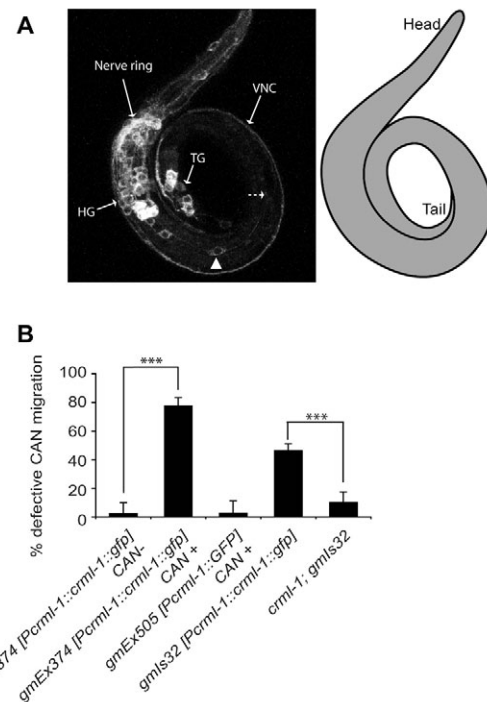 A
Nerve ring
VNC
TG
HG
Head
Tail
B
% defective CAN migration
100
80
60
40
20
0
***
***
374 [Pcrml-1::crml-1::gfp]
CAN-
gmEx374 [Pcrml-1::crml-1::gfp]
CAN +
gmEx505 [Pcrml-1::GFP]
CAN +
gmIs32 [Pcrml-1::crml-1::gfp]
crml-1; gmIs32